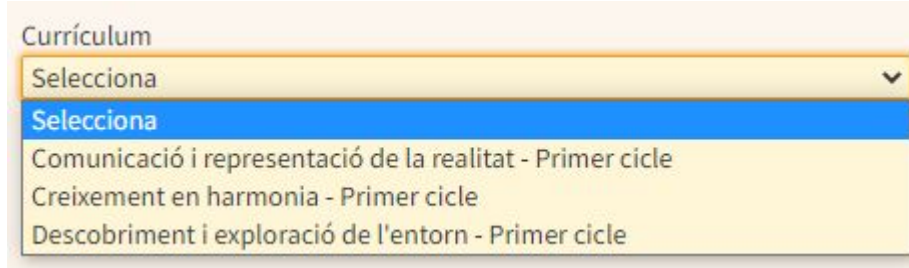 Currículum
Selecciona
Selecciona
Comunicació i representació de la realitat - Primer cicle
Creixement en harmonia - Primer cicle
Descobriment i exploració de l'entorn - Primer cicle